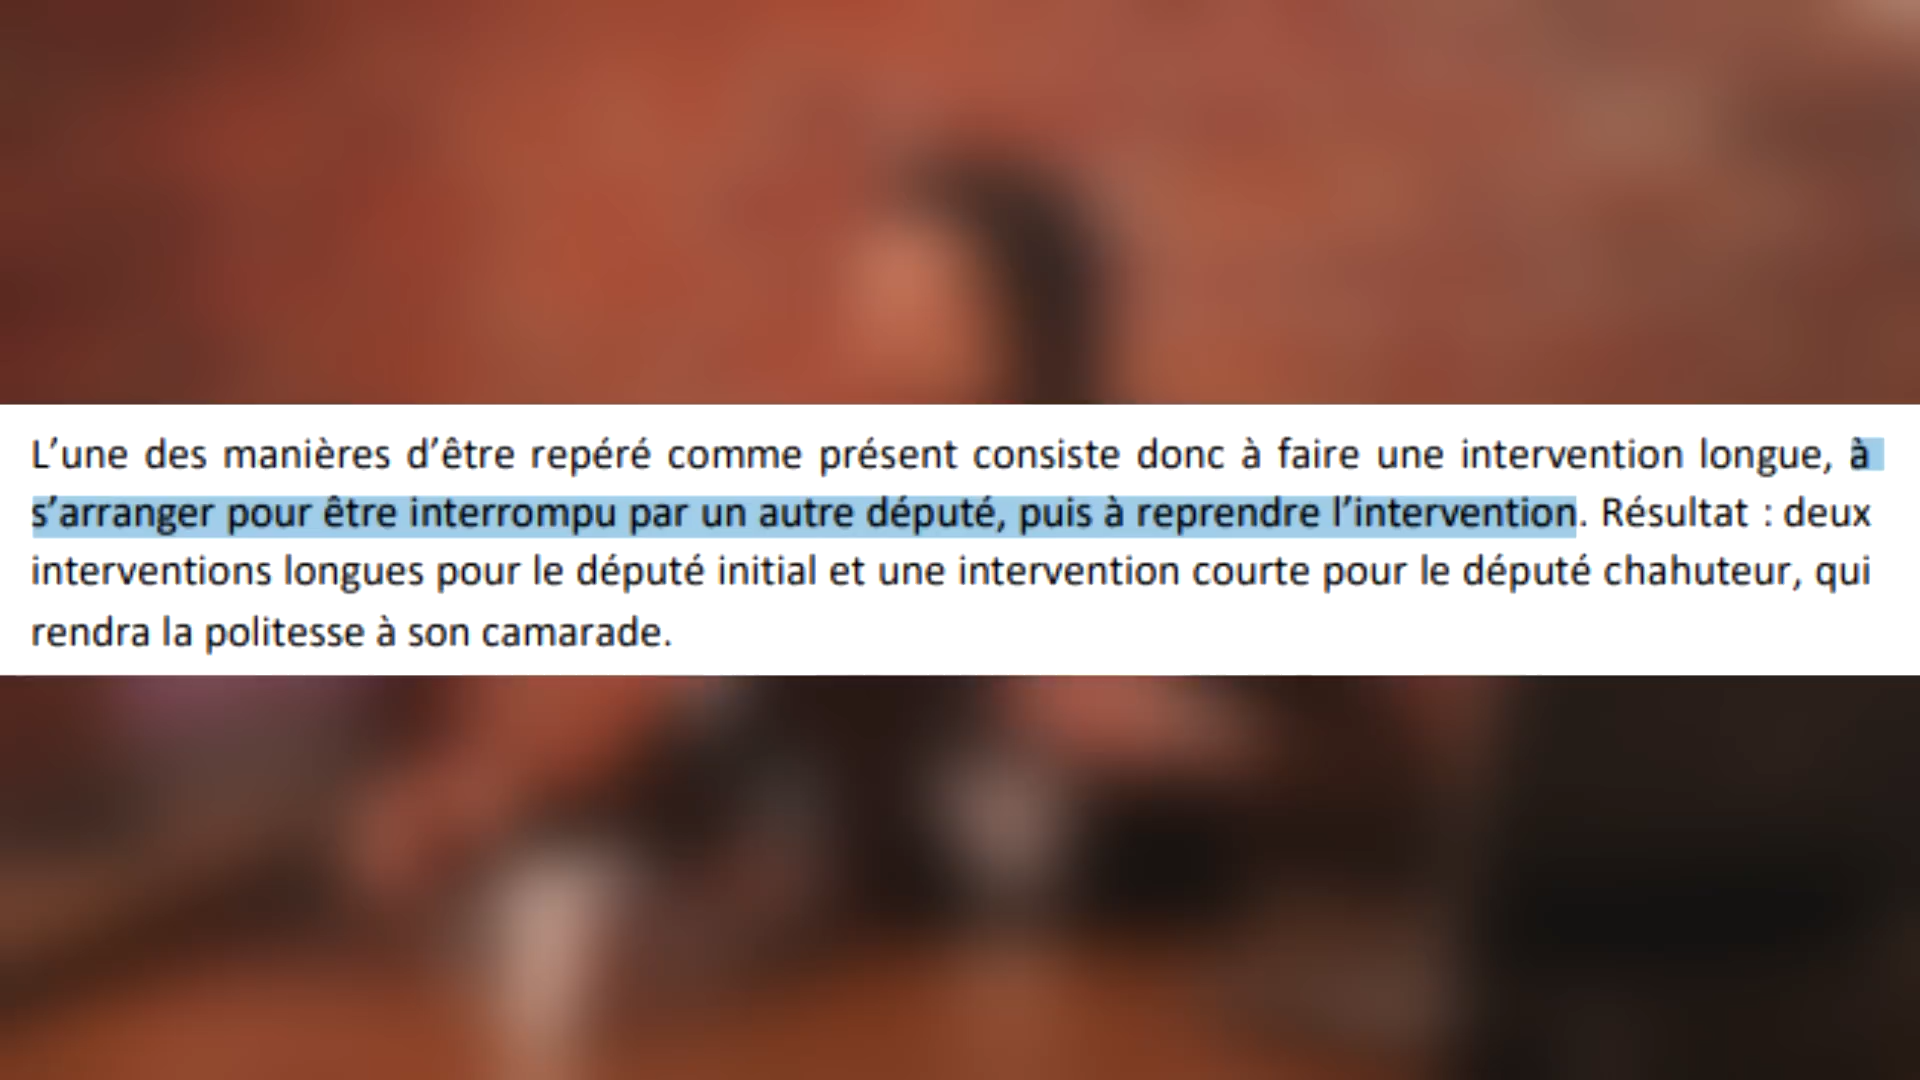 L’une des manières d’être repéré comme présent consiste donc à faire une intervention longue, à
s’arranger pour être interrompu par un autre député, puis à reprendre l’intervention. Résultat : deux
interventions longues pour le député initial et une intervention courte pour le député chahuteur, qui
rendra la politesse à son camarade.